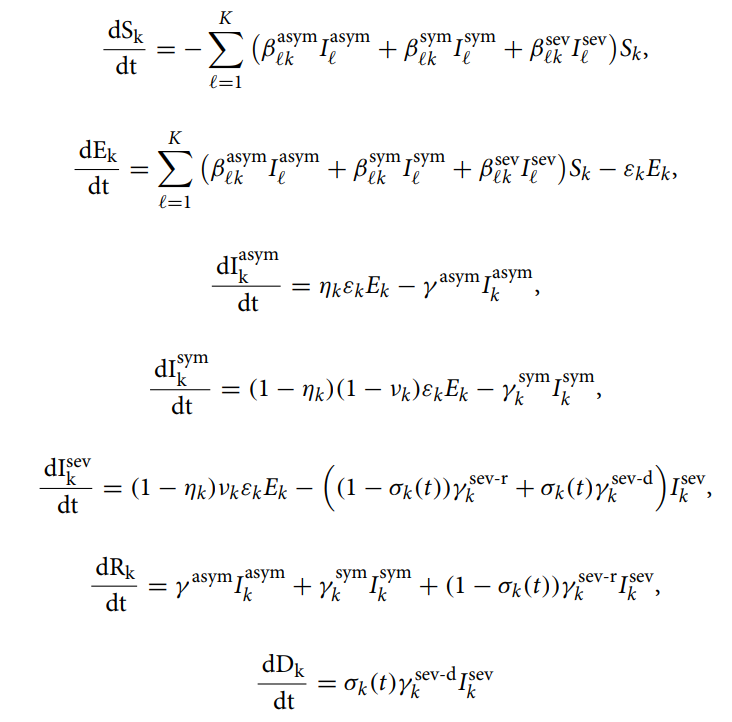 dS_k/dt = − ∑_{ℓ=1}^{K} (β_{ℓk}^{asym} I_ℓ^{asym} + β_{ℓk}^{sym} I_ℓ^{sym} + β_{ℓk}^{sev} I_ℓ^{sev}) S_k,
dE_k/dt = ∑_{ℓ=1}^{K} (β_{ℓk}^{asym} I_ℓ^{asym} + β_{ℓk}^{sym} I_ℓ^{sym} + β_{ℓk}^{sev} I_ℓ^{sev}) S_k − ε_k E_k,
dI_k^{asym}/dt = η_k ε_k E_k − γ^{asym} I_k^{asym},
dI_k^{sym}/dt = (1 − η_k)(1 − ν_k) ε_k E_k − γ_k^{sym} I_k^{sym},
dI_k^{sev}/dt = (1 − η_k) ν_k ε_k E_k − ((1 − σ_k(t)) γ_k^{sev-r} + σ_k(t) γ_k^{sev-d}) I_k^{sev},
dR_k/dt = γ^{asym} I_k^{asym} + γ_k^{sym} I_k^{sym} + (1 − σ_k(t)) γ_k^{sev-r} I_k^{sev},
dD_k/dt = σ_k(t) γ_k^{sev-d} I_k^{sev}